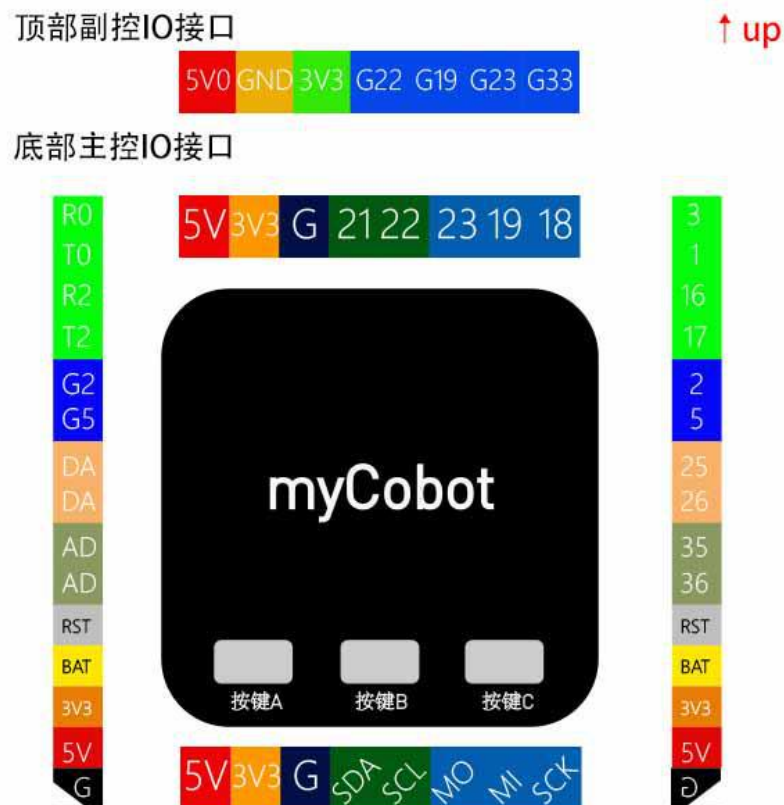 顶部副控IO接口
↑ up
5V0 GND 3V3 G22 G19 G23 G33
底部主控IO接口
5V 3V3 G 21 22 23 19 18
R0
T0
R2
T2
G2
G5
DA
DA
AD
AD
RST
BAT
3V3
5V
G
myCobot
按键A 按键B 按键C
3
1
16
17
2
5
25
26
35
36
RST
BAT
3V3
5V
G
5V 3V3 G SDA SCL MO MI SCK